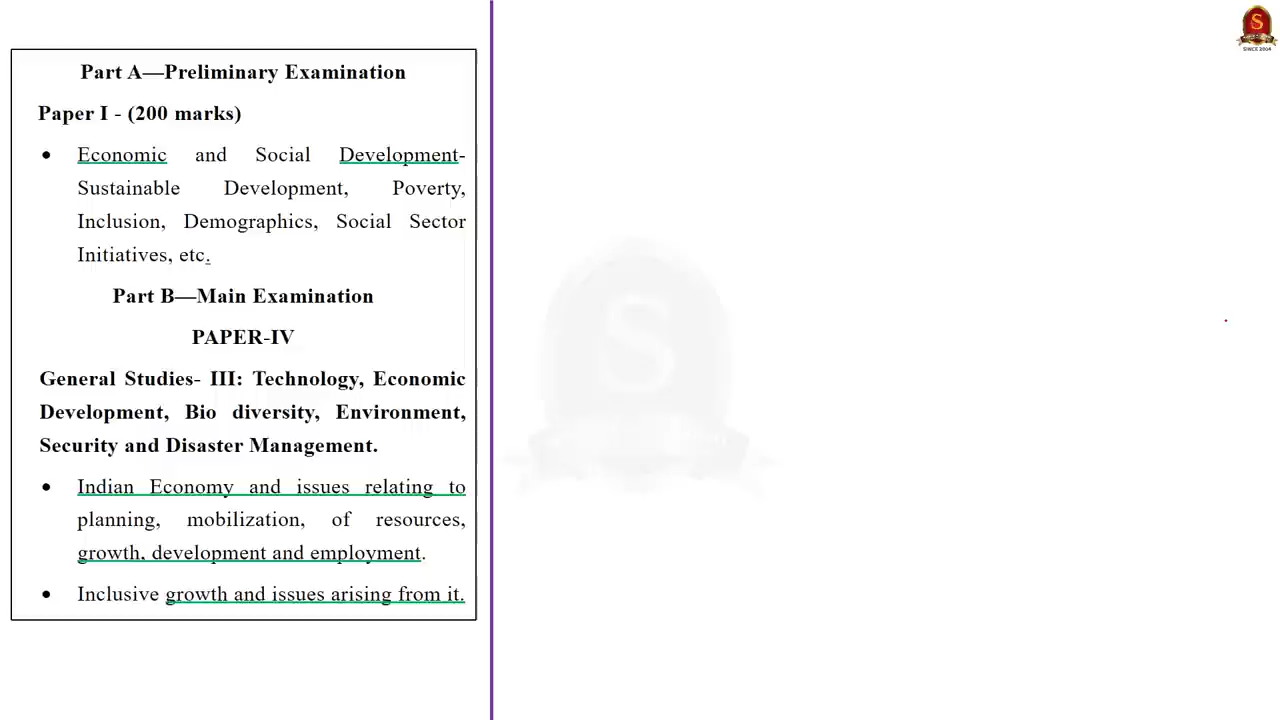 Part A—Preliminary Examination
Paper I - (200 marks)
• Economic and Social Development-
Sustainable Development, Poverty,
Inclusion, Demographics, Social Sector
Initiatives, etc.
Part B—Main Examination
PAPER-IV
General Studies- III: Technology, Economic
Development, Bio diversity, Environment,
Security and Disaster Management.
• Indian Economy and issues relating to
planning, mobilization, of resources,
growth, development and employment.
• Inclusive growth and issues arising from it.
S
SINCE 2004
S